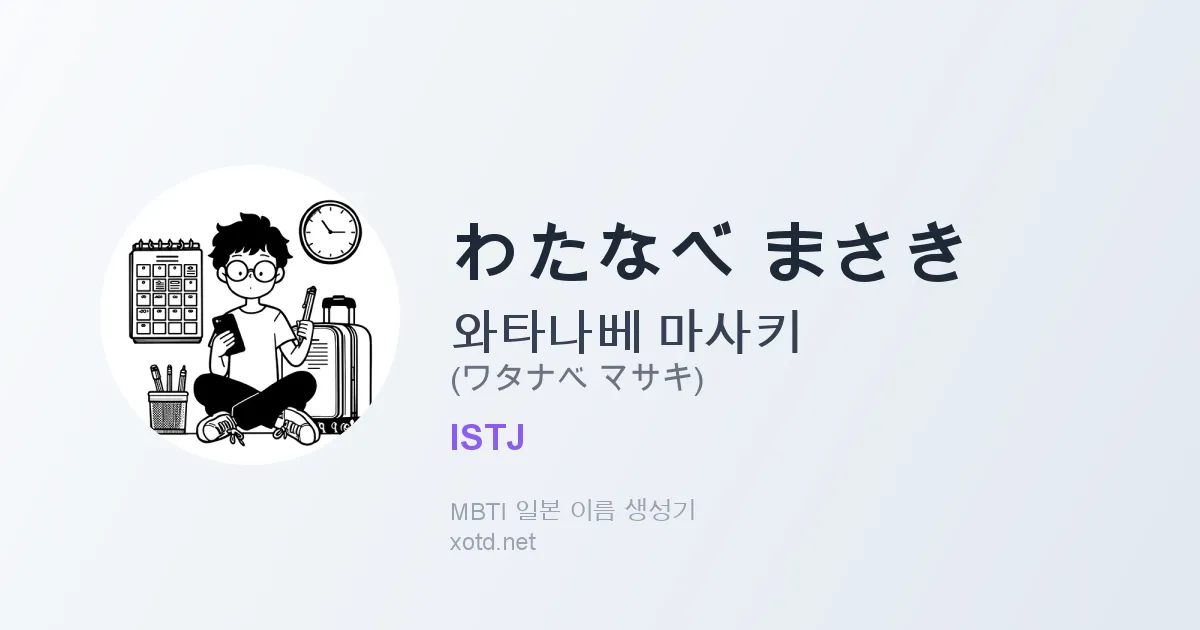 わたなべ まさき
와타나베 마사키
(ワタナベ マサキ)
ISTJ
MBTI 일본 이름 생성기
xotd.net